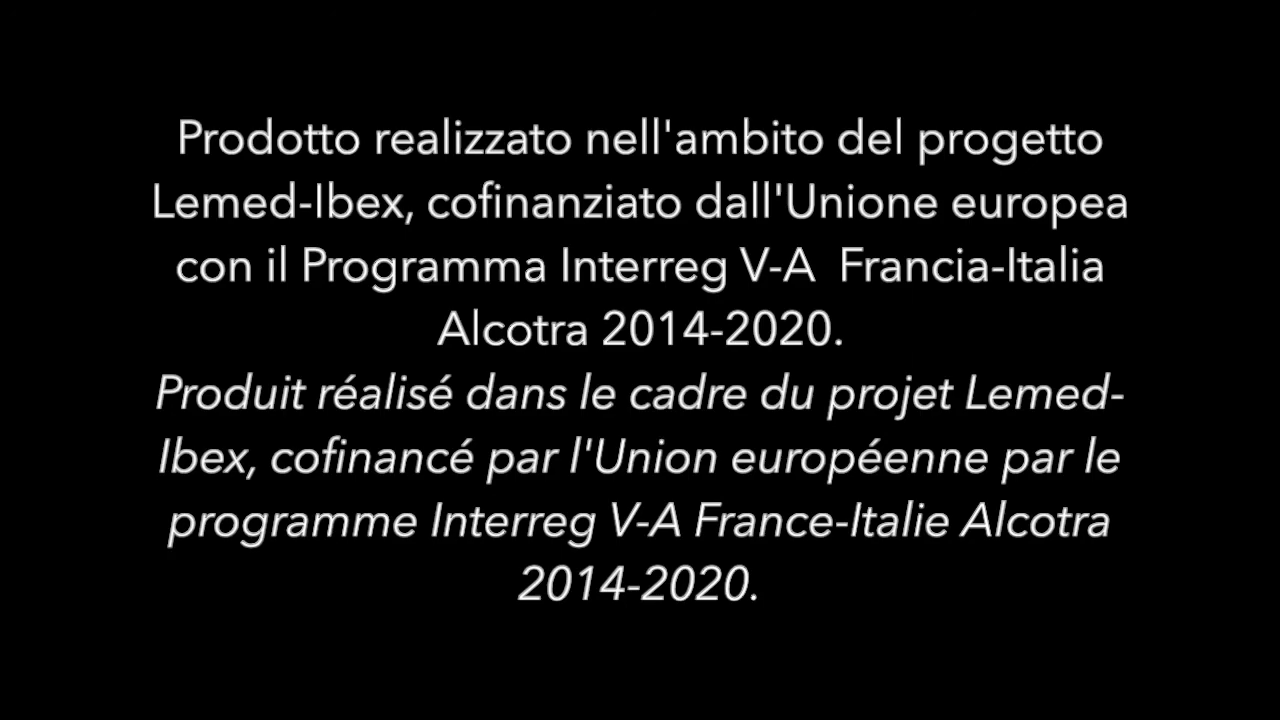 Prodotto realizzato nell'ambito del progetto
Lemed-Ibex, cofinanziato dall'Unione europea
con il Programma Interreg V-A  Francia-Italia
Alcotra 2014-2020.
Produit réalisé dans le cadre du projet Lemed-
Ibex, cofinancé par l'Union européenne par le
programme Interreg V-A France-Italie Alcotra
2014-2020.